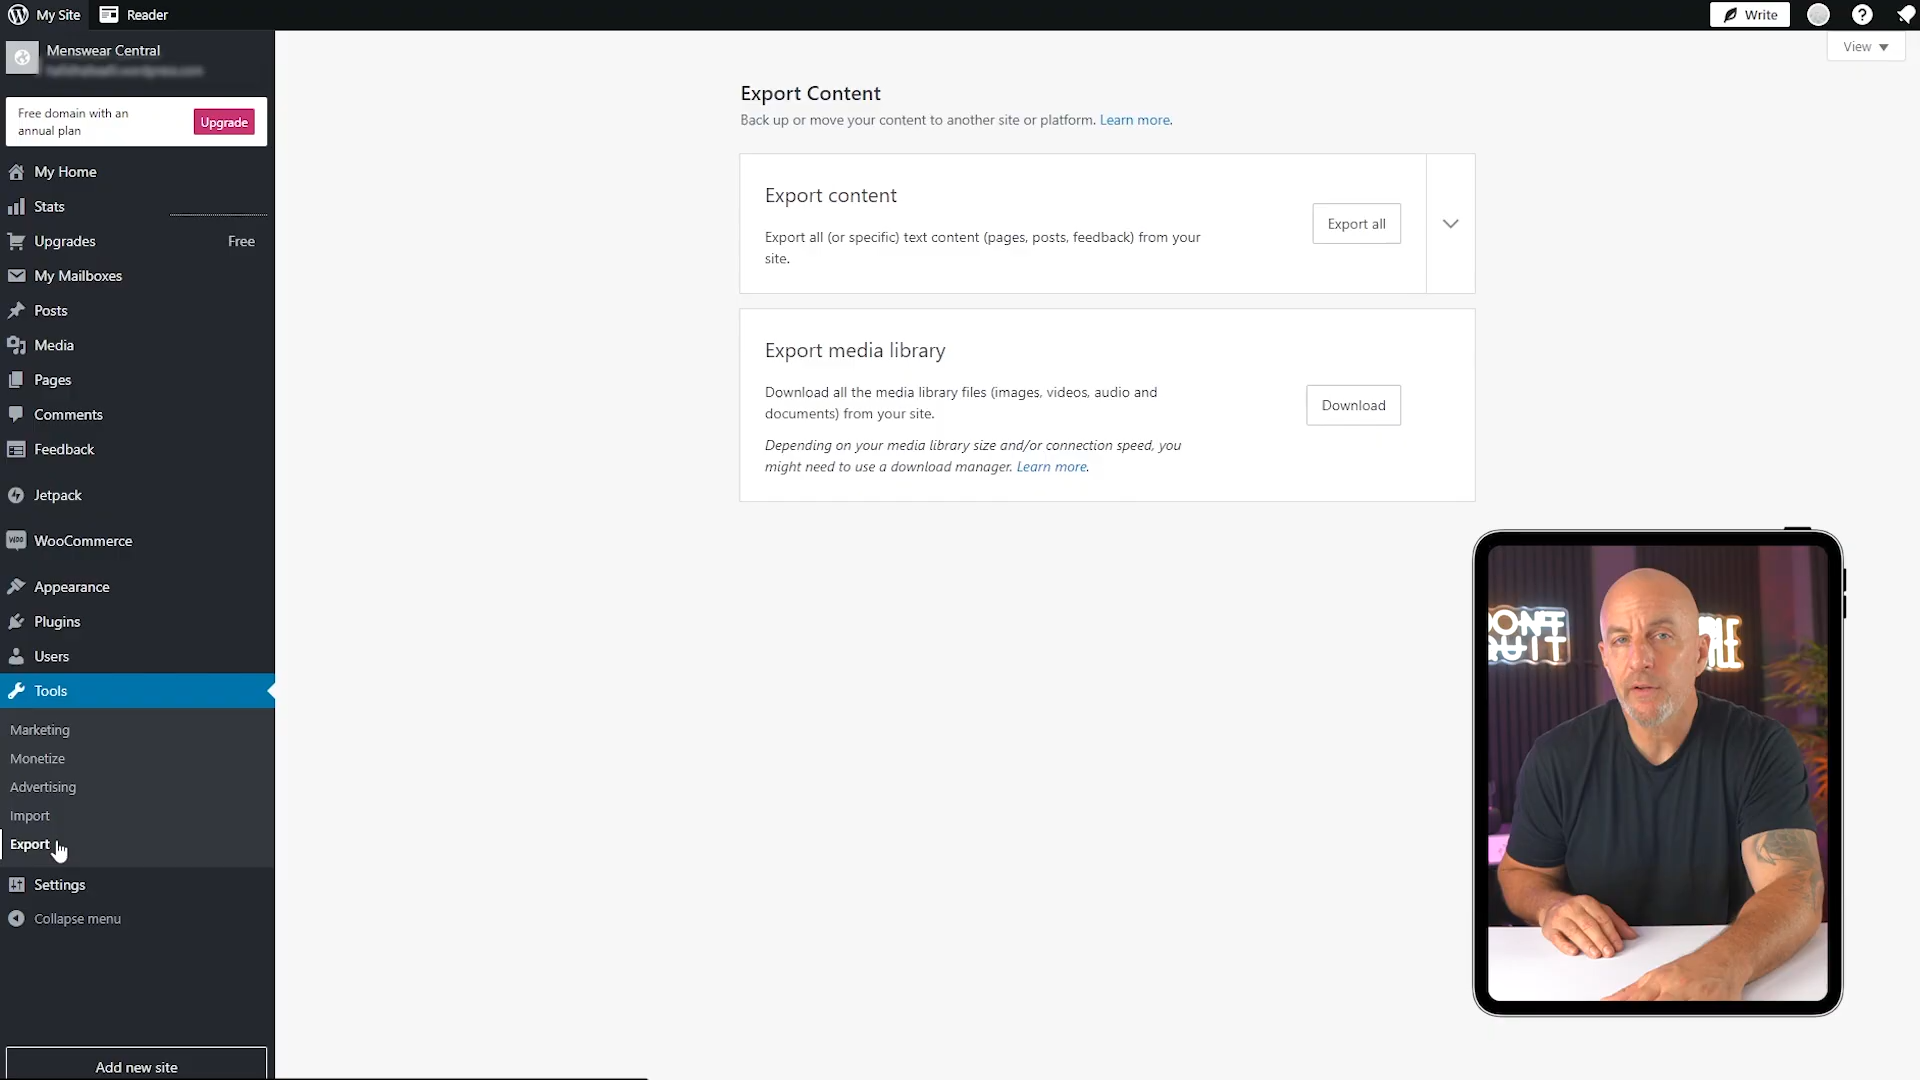 My Site
Reader
Write
Menswear Central
View
Free domain with an
annual plan
Upgrade
My Home
Stats
Upgrades
Free
My Mailboxes
Posts
Media
Pages
Comments
Feedback
Jetpack
WooCommerce
Appearance
Plugins
Users
Tools
Marketing
Monetize
Advertising
Import
Export
Settings
Collapse menu
Add new site
Export Content
Back up or move your content to another site or platform. Learn more.
Export content
Export all (or specific) text content (pages, posts, feedback) from your
site.
Export all
Export media library
Download all the media library files (images, videos, audio and
documents) from your site.
Depending on your media library size and/or connection speed, you
might need to use a download manager. Learn more.
Download